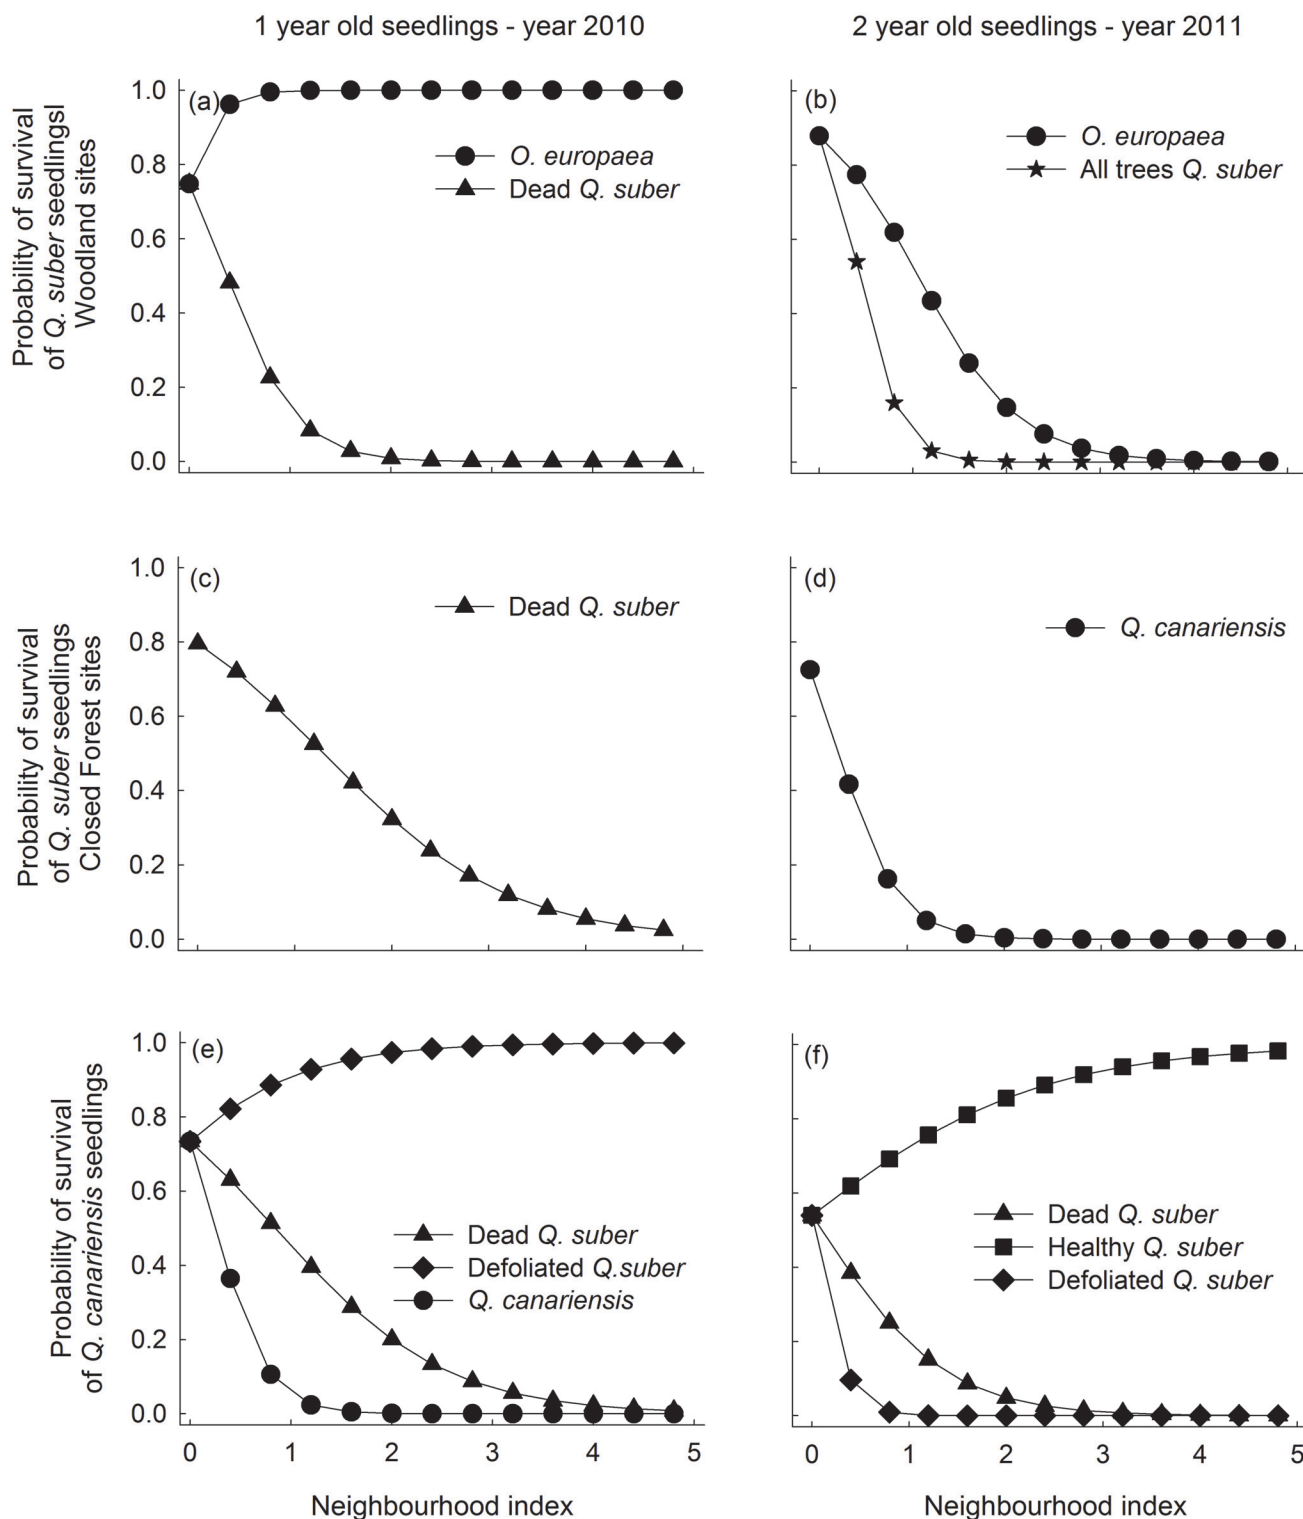 1 year old seedlings - year 2010
2 year old seedlings - year 2011
Probability of survival
of Q. suber seedlingsl
Woodland sites
1.0
0.8
0.6
0.4
0.2
0.0
(a)
O. europaea
Dead Q. suber
(b)
O. europaea
All trees Q. suber
Probability of survival
of Q. suber seedlings
Closed Forest sites
1.0
0.8
0.6
0.4
0.2
0.0
(c)
Dead Q. suber
(d)
Q. canariensis
Probability of survival
of Q. canariensis seedlings
1.0
0.8
0.6
0.4
0.2
0.0
(e)
Dead Q. suber
Defoliated Q.suber
Q. canariensis
0 1 2 3 4 5
Neighbourhood index
(f)
Dead Q. suber
Healthy Q. suber
Defoliated Q. suber
0 1 2 3 4 5
Neighbourhood index